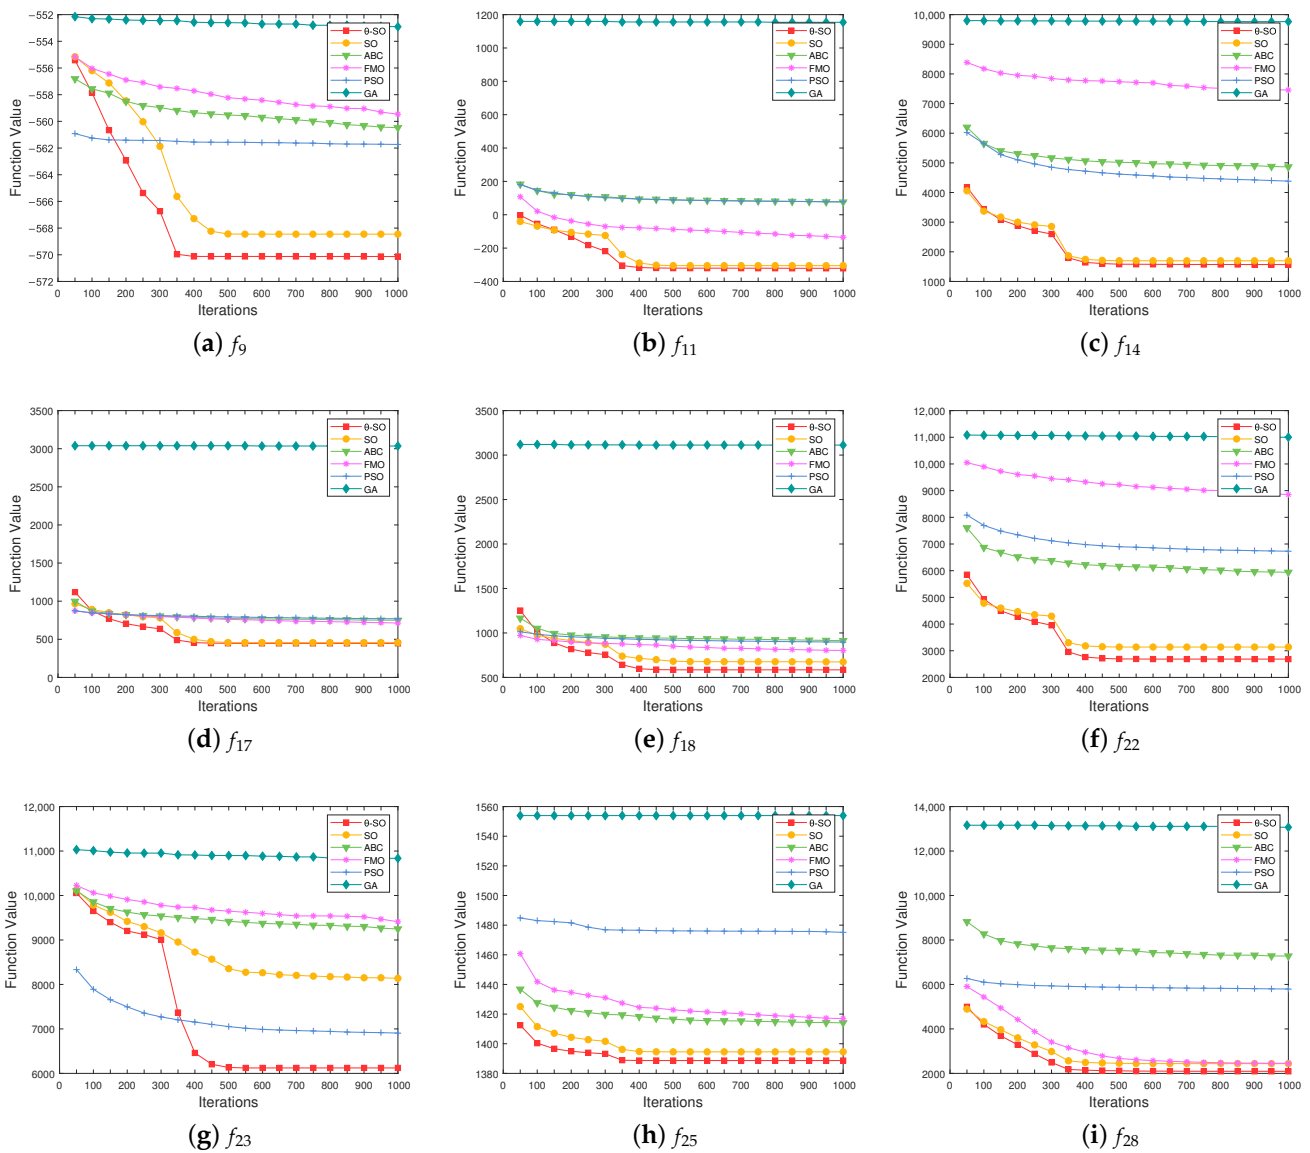 −552
−554
−556
−558
−560
−562
−564
−566
−568
−570
−572
Function Value
0 100 200 300 400 500 600 700 800 900 1000
Iterations
θ-SO
SO
ABC
FMO
PSO
GA
(a) f9
1200
1000
800
600
400
200
0
−200
−400
Function Value
0 100 200 300 400 500 600 700 800 900 1000
Iterations
θ-SO
SO
ABC
FMO
PSO
GA
(b) f11
10,000
9000
8000
7000
6000
5000
4000
3000
2000
1000
Function Value
0 100 200 300 400 500 600 700 800 900 1000
Iterations
θ-SO
SO
ABC
FMO
PSO
GA
(c) f14
3500
3000
2500
2000
1500
1000
500
0
Function Value
0 100 200 300 400 500 600 700 800 900 1000
Iterations
θ-SO
SO
ABC
FMO
PSO
GA
(d) f17
3500
3000
2500
2000
1500
1000
500
Function Value
0 100 200 300 400 500 600 700 800 900 1000
Iterations
θ-SO
SO
ABC
FMO
PSO
GA
(e) f18
12,000
11,000
10,000
9000
8000
7000
6000
5000
4000
3000
2000
Function Value
0 100 200 300 400 500 600 700 800 900 1000
Iterations
θ-SO
SO
ABC
FMO
PSO
GA
(f) f22
12,000
11,000
10,000
9000
8000
7000
6000
Function Value
0 100 200 300 400 500 600 700 800 900 1000
Iterations
θ-SO
SO
ABC
FMO
PSO
GA
(g) f23
1560
1540
1520
1500
1480
1460
1440
1420
1400
1380
Function Value
0 100 200 300 400 500 600 700 800 900 1000
Iterations
θ-SO
SO
ABC
FMO
PSO
GA
(h) f25
14,000
12,000
10,000
8000
6000
4000
2000
Function Value
0 100 200 300 400 500 600 700 800 900 1000
Iterations
θ-SO
SO
ABC
FMO
PSO
GA
(i) f28